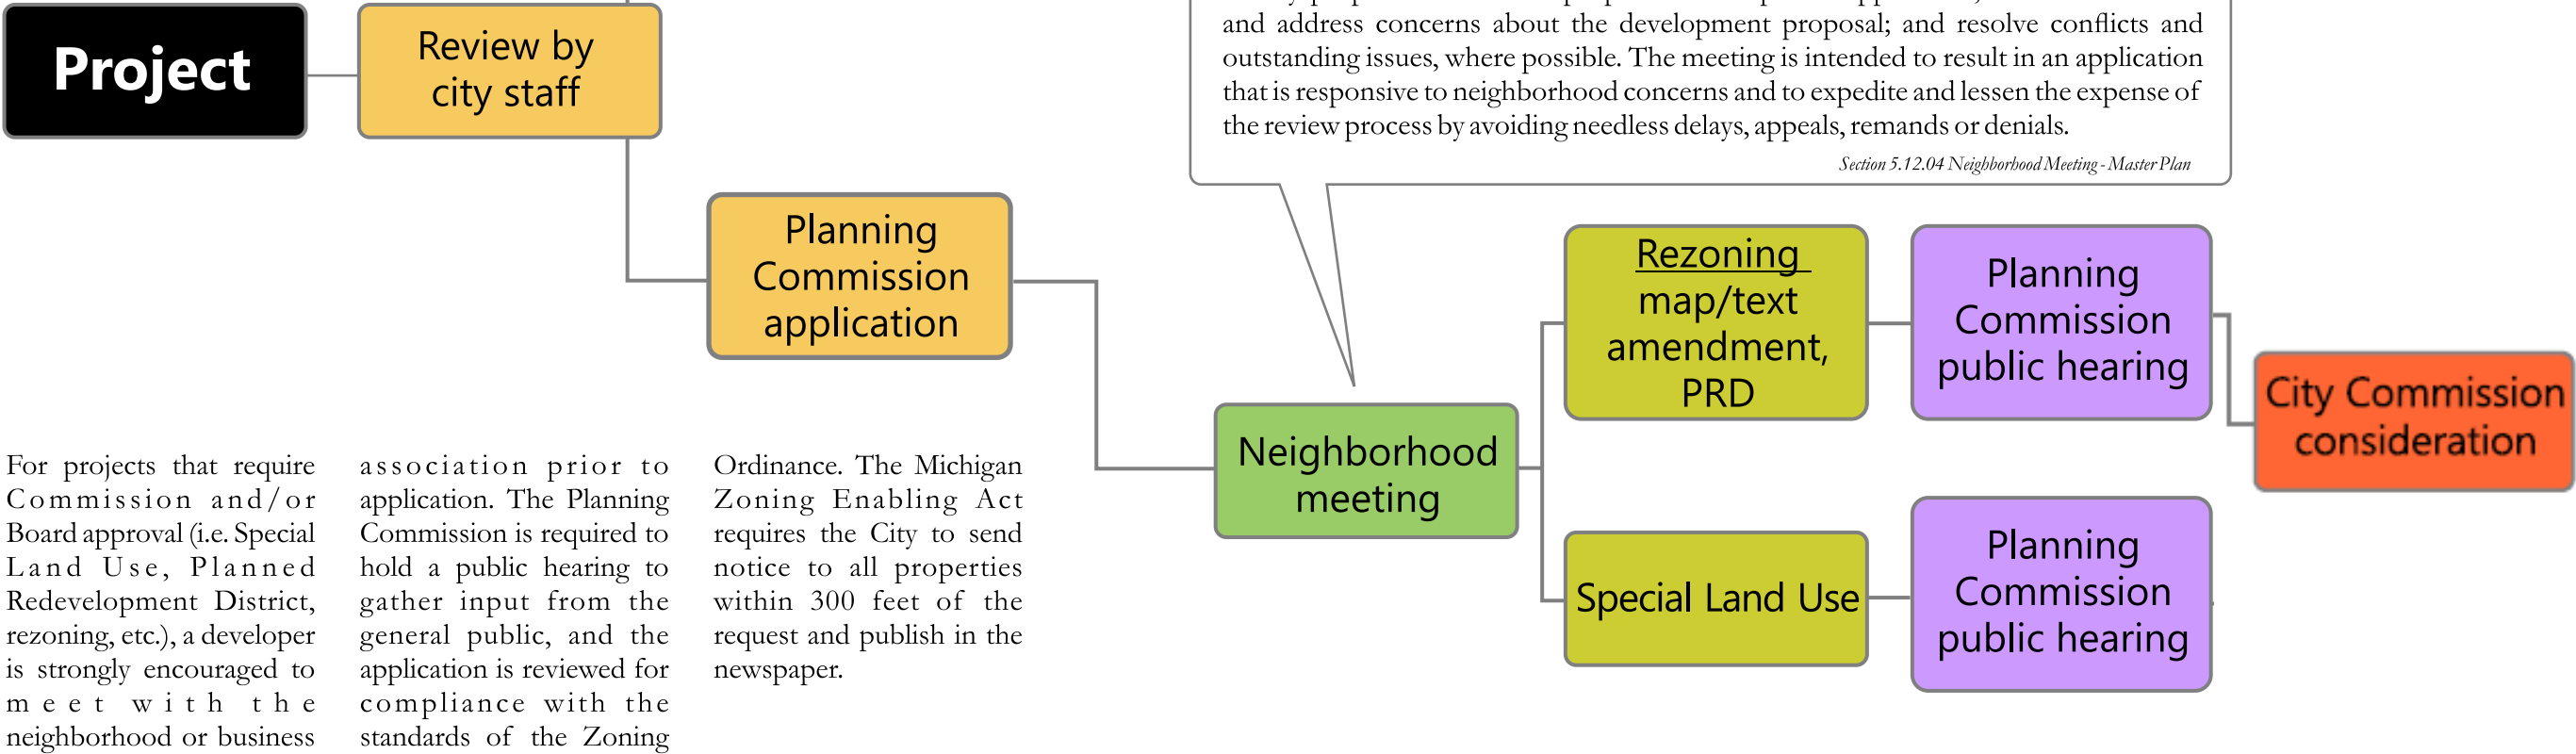 Project
Review by
city staff
and address concerns about the development proposal; and resolve conflicts and
outstanding issues, where possible. The meeting is intended to result in an application
that is responsive to neighborhood concerns and to expedite and lessen the expense of
the review process by avoiding needless delays, appeals, remands or denials.
Section 5.12.04 Neighborhood Meeting - Master Plan
Planning
Commission
application
Neighborhood
meeting
Rezoning
map/text
amendment,
PRD
Planning
Commission
public hearing
City Commission
consideration
Special Land Use
Planning
Commission
public hearing
For projects that require
Commission and/or
Board approval (i.e. Special
Land Use, Planned
Redevelopment District,
rezoning, etc.), a developer
is strongly encouraged to
meet with the
neighborhood or business
association prior to
application. The Planning
Commission is required to
hold a public hearing to
gather input from the
general public, and the
application is reviewed for
compliance with the
standards of the Zoning
Ordinance. The Michigan
Zoning Enabling Act
requires the City to send
notice to all properties
within 300 feet of the
request and publish in the
newspaper.